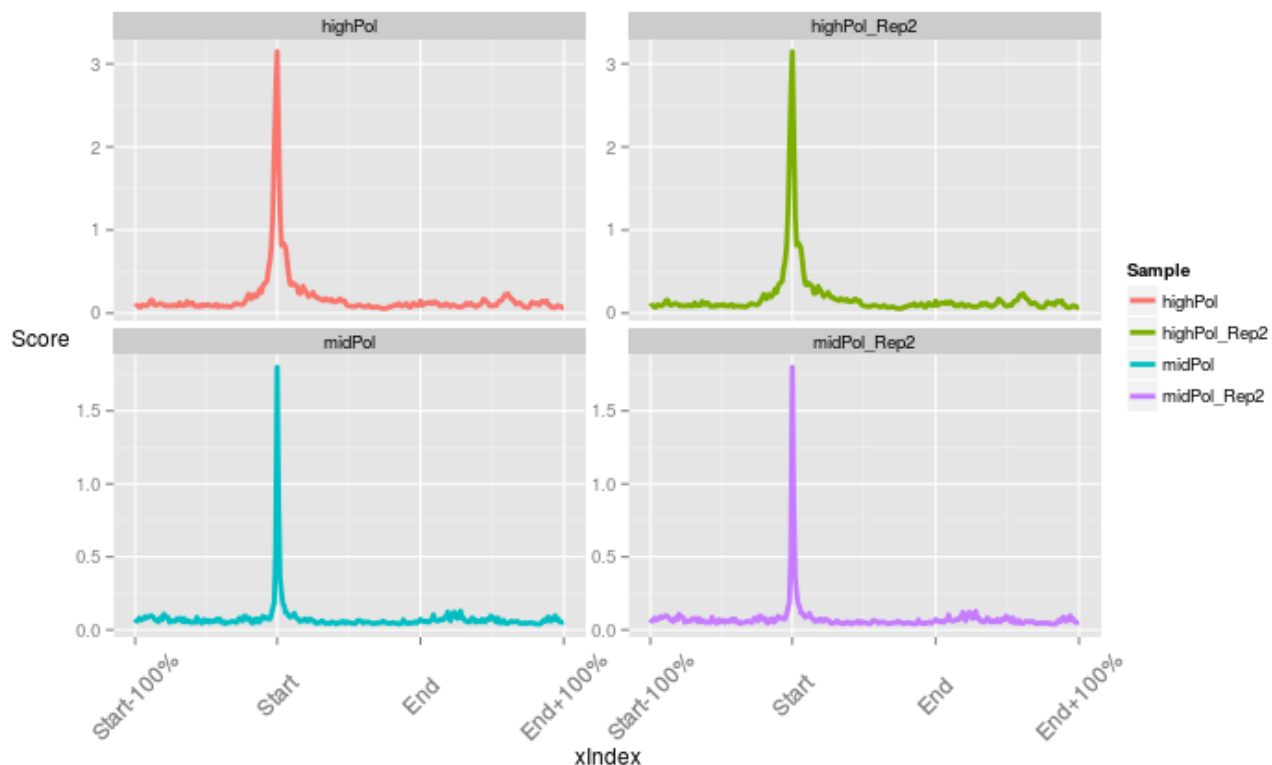 highPol
highPol_Rep2
3
2
1
0
3
2
1
0
Score
midPol
midPol_Rep2
1.5
1.0
0.5
0.0
1.5
1.0
0.5
0.0
Start-100%
Start
End
End+100%
Start-100%
Start
End
End+100%
xIndex
Sample
highPol
highPol_Rep2
midPol
midPol_Rep2